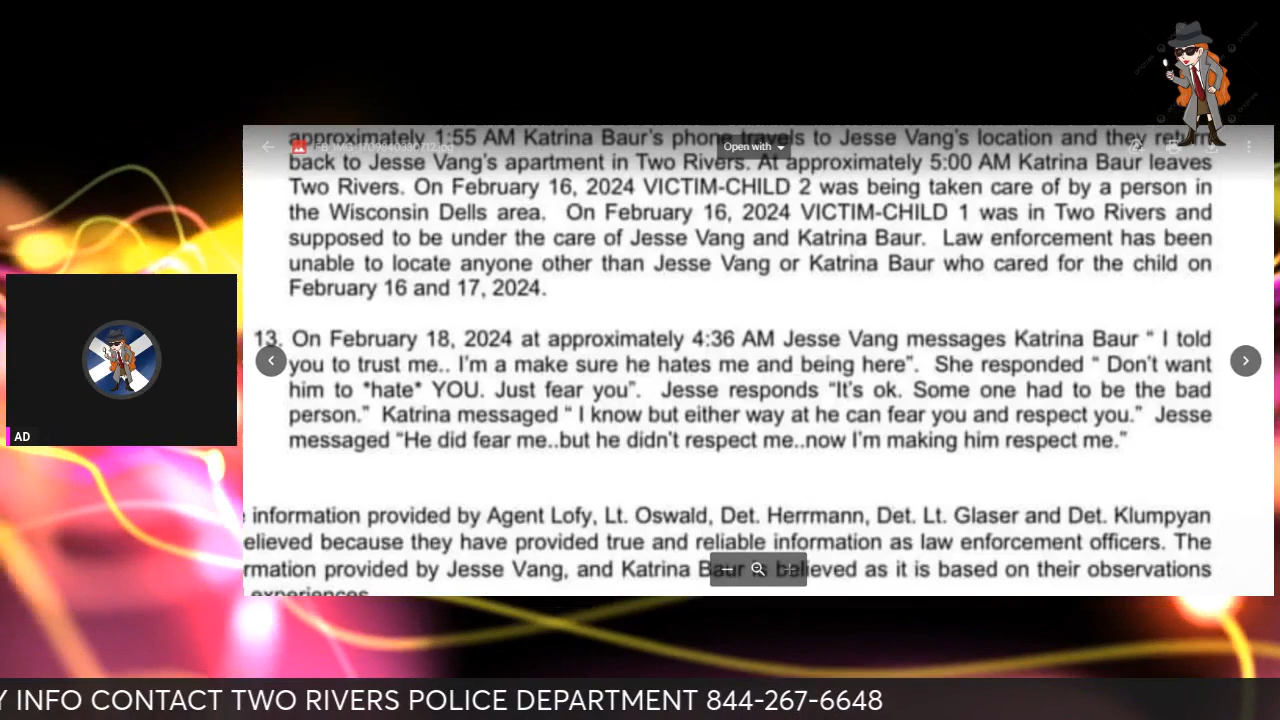 approximately 1:55 AM Katrina Baur's phone travels to Jesse Vang's location and they return
FB_IMG_1709840330712.jpg
Open with
back to Jesse Vang's apartment in Two Rivers. At approximately 5:00 AM Katrina Baur leaves
Two Rivers. On February 16, 2024 VICTIM-CHILD 2 was being taken care of by a person in
the Wisconsin Dells area. On February 16, 2024 VICTIM-CHILD 1 was in Two Rivers and
supposed to be under the care of Jesse Vang and Katrina Baur. Law enforcement has been
unable to locate anyone other than Jesse Vang or Katrina Baur who cared for the child on
February 16 and 17, 2024.
13. On February 18, 2024 at approximately 4:36 AM Jesse Vang messages Katrina Baur “ I told
you to trust me.. I'm a make sure he hates me and being here”. She responded “ Don't want
him to *hate* YOU. Just fear you”. Jesse responds “It's ok. Some one had to be the bad
person.” Katrina messaged “ I know but either way at he can fear you and respect you.” Jesse
messaged “He did fear me..but he didn't respect me..now I'm making him respect me.”
information provided by Agent Lofy, Lt. Oswald, Det. Herrmann, Det. Lt. Glaser and Det. Klumpyan
elieved because they have provided true and reliable information as law enforcement officers. The
rmation provided by Jesse Vang, and Katrina Baur is believed as it is based on their observations
experiences
AD
Y INFO CONTACT TWO RIVERS POLICE DEPARTMENT 844-267-6648